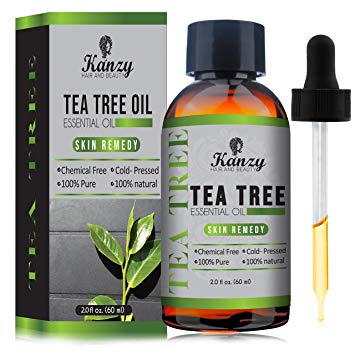 TEA TREE
Kanzy
HAIR AND BEAUTY
TEA TREE OIL
ESSENTIAL OIL
SKIN REMEDY
•Chemical Free •Cold- Pressed
•100% Pure •100% natural
2.0 fl oz. (60 ml)
TEA TREE
Kanzy
HAIR AND BEAUTY
TEA TREE
ESSENTIAL OIL
SKIN REMEDY
•Chemical Free •Cold- Pressed
•100% Pure •100% natural
2.0 fl oz. (60 ml)